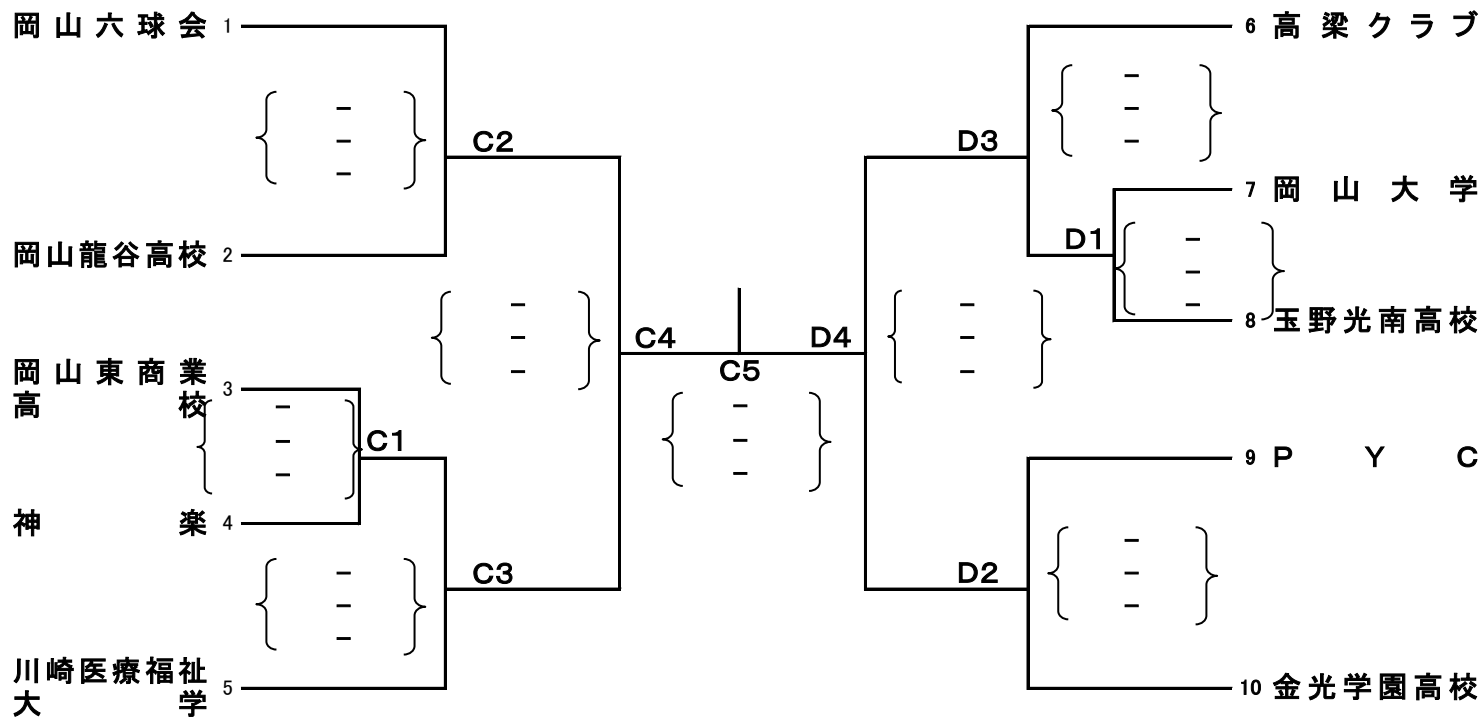 岡山六球会 1
C2
岡山龍谷高校 2
岡山東商業
高校 3
C1
神楽 4
C3
川崎医療福祉
大学 5
C4
C5
D4
6 高梁クラブ
D3
7 岡山大学
D1
8 玉野光南高校
9 PYC
D2
10 金光学園高校